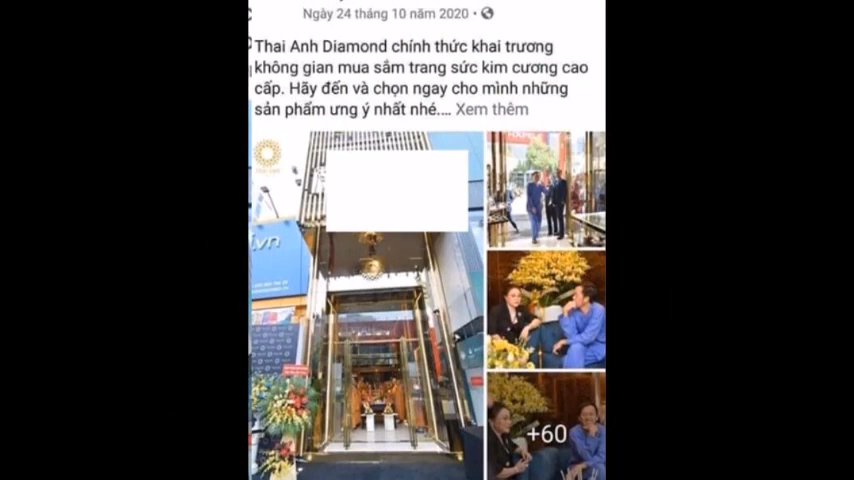 Ngày 24 tháng 10 năm 2020
Thai Anh Diamond chính thức khai trương
không gian mua sắm trang sức kim cương cao
cấp. Hãy đến và chọn ngay cho mình những
sản phẩm ưng ý nhất nhé.... Xem thêm
.vn
+60